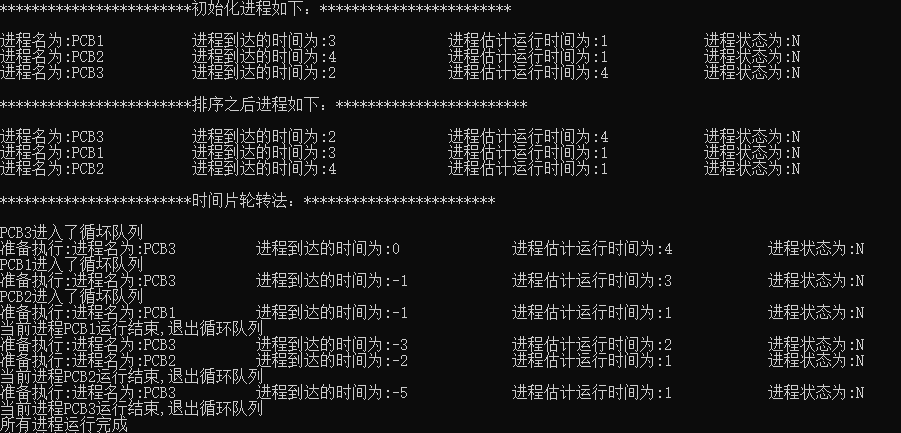 ************************初始化进程如下：************************
进程名为:PCB1 进程到达的时间为:3 进程估计运行时间为:1 进程状态为:N
进程名为:PCB2 进程到达的时间为:4 进程估计运行时间为:1 进程状态为:N
进程名为:PCB3 进程到达的时间为:2 进程估计运行时间为:4 进程状态为:N
************************排序之后进程如下：************************
进程名为:PCB3 进程到达的时间为:2 进程估计运行时间为:4 进程状态为:N
进程名为:PCB1 进程到达的时间为:3 进程估计运行时间为:1 进程状态为:N
进程名为:PCB2 进程到达的时间为:4 进程估计运行时间为:1 进程状态为:N
************************时间片轮转法：************************
PCB3进入了循环队列
准备执行:进程名为:PCB3 进程到达的时间为:0 进程估计运行时间为:4 进程状态为:N
PCB1进入了循环队列
准备执行:进程名为:PCB3 进程到达的时间为:-1 进程估计运行时间为:3 进程状态为:N
PCB2进入了循环队列
准备执行:进程名为:PCB1 进程到达的时间为:-1 进程估计运行时间为:1 进程状态为:N
当前进程PCB1运行结束,退出循环队列
准备执行:进程名为:PCB3 进程到达的时间为:-3 进程估计运行时间为:2 进程状态为:N
准备执行:进程名为:PCB2 进程到达的时间为:-2 进程估计运行时间为:1 进程状态为:N
当前进程PCB2运行结束,退出循环队列
准备执行:进程名为:PCB3 进程到达的时间为:-5 进程估计运行时间为:1 进程状态为:N
当前进程PCB3运行结束,退出循环队列
所有进程运行完成